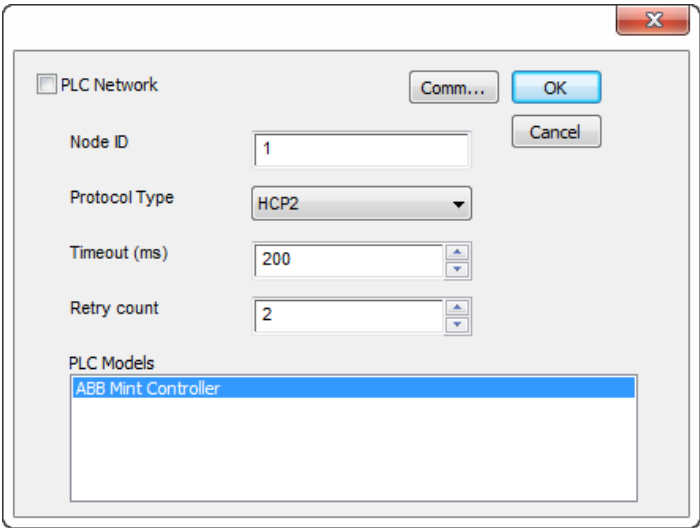 PLC Network
Comm...
OK
Cancel
Node ID
1
Protocol Type
HCP2
Timeout (ms)
200
Retry count
2
PLC Models
ABB Mint Controller